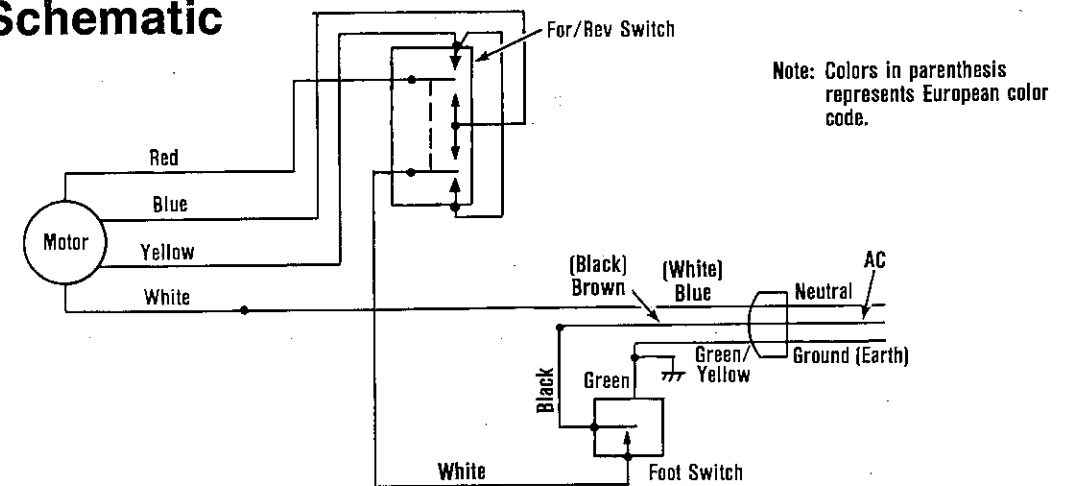 Schematic
For/Rev Switch
Note: Colors in parenthesis
represents European color
code.
Red
Blue
Motor
Yellow
White
(Black)
Brown
(White)
Blue
AC
Neutral
Green/
Yellow
Ground (Earth)
Black
Green
White
Foot Switch